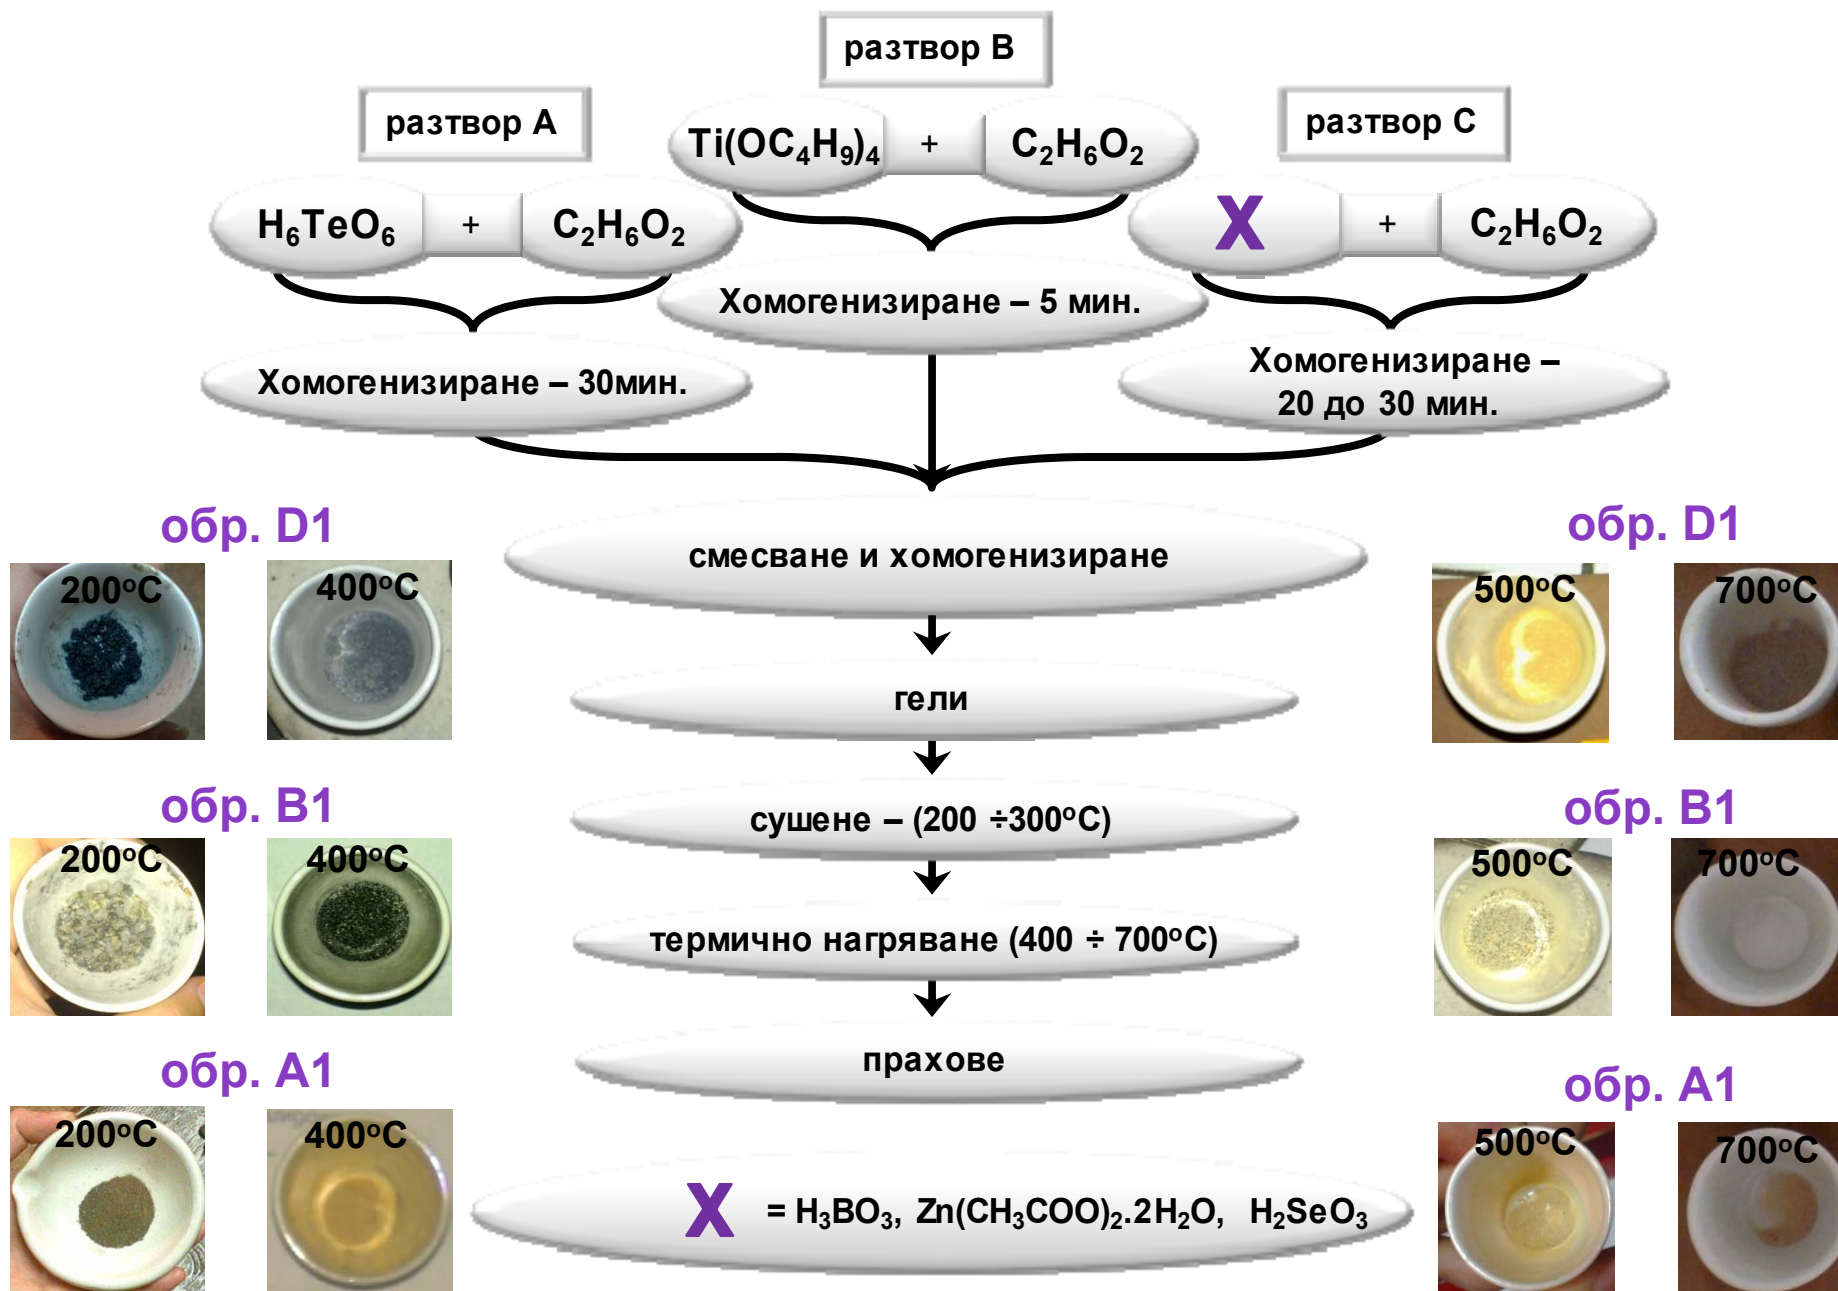 разтвор B
разтвор A
разтвор C
Ti(OC₄H₉)₄ + C₂H₆O₂
H₆TeO₆ + C₂H₆O₂
X + C₂H₆O₂
Хомогенизиране – 5 мин.
Хомогенизиране – 30мин.
Хомогенизиране –
20 до 30 мин.
обр. D1
200°C 400°C
смесване и хомогенизиране
обр. D1
500°C 700°C
гели
обр. B1
200°C 400°C
сушене – (200 ÷300°C)
обр. B1
500°C 700°C
термично нагряване (400 ÷ 700°C)
прахове
обр. A1
200°C 400°C
обр. A1
500°C 700°C
X = H₃BO₃, Zn(CH₃COO)₂.2H₂O, H₂SeO₃